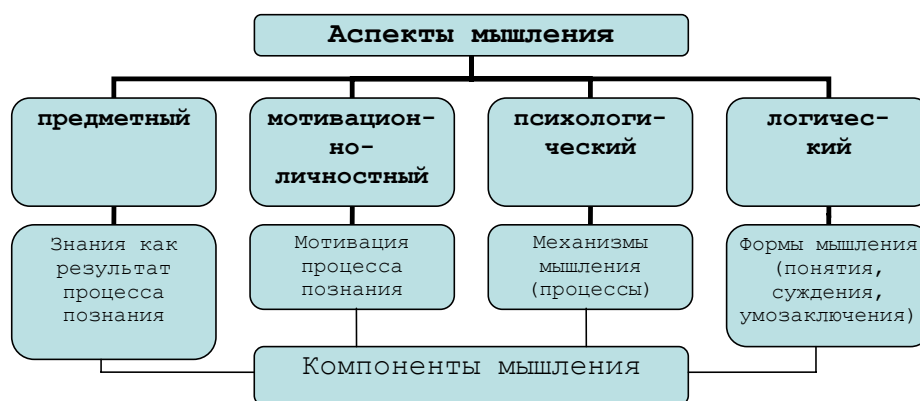 Аспекты мышления
предметный
мотивацион-
но-
личностный
психологи-
ческий
логичес-
кий
Знания как
результат
процесса
познания
Мотивация
процесса
познания
Механизмы
мышления
(процессы)
Формы мышления
(понятия,
суждения,
умозаключения)
Компоненты мышления